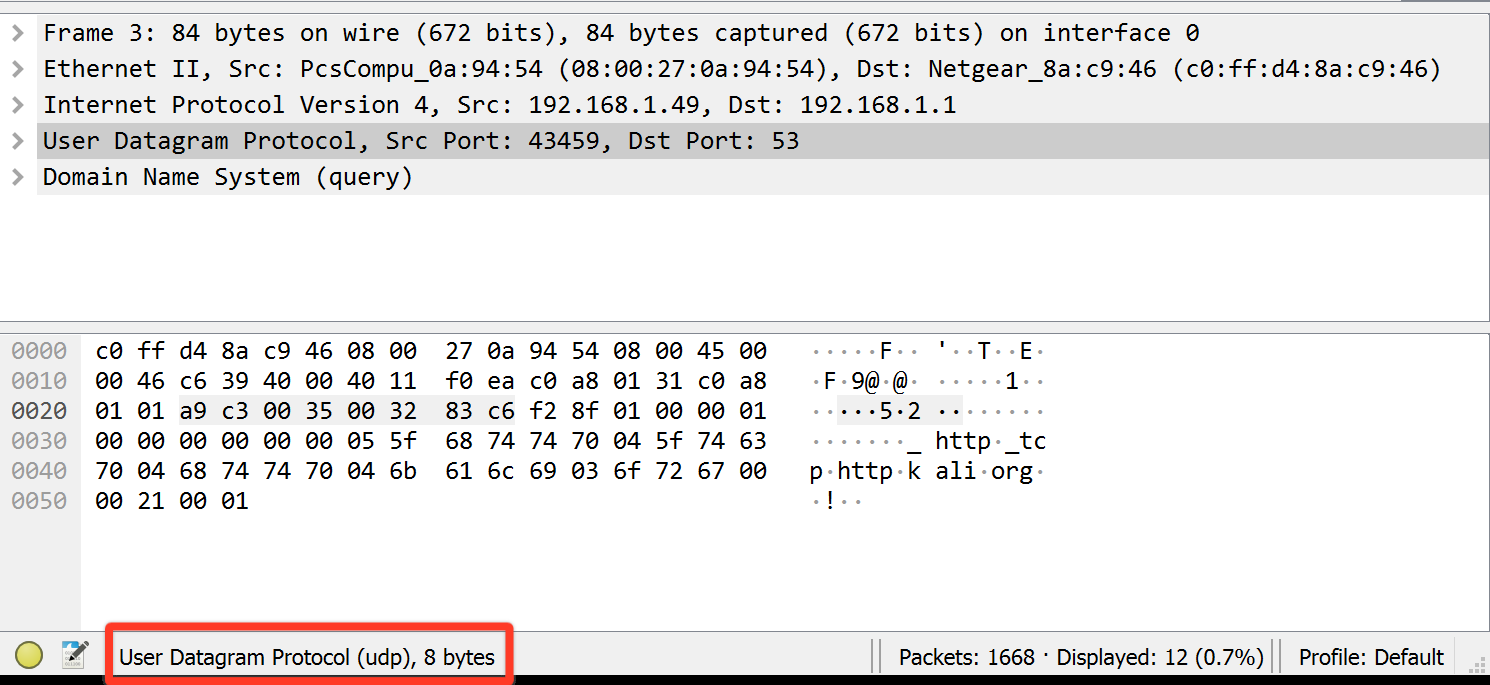 Frame 3: 84 bytes on wire (672 bits), 84 bytes captured (672 bits) on interface 0
Ethernet II, Src: PcsCompu_0a:94:54 (08:00:27:0a:94:54), Dst: Netgear_8a:c9:46 (c0:ff:d4:8a:c9:46)
Internet Protocol Version 4, Src: 192.168.1.49, Dst: 192.168.1.1
User Datagram Protocol, Src Port: 43459, Dst Port: 53
Domain Name System (query)
0000 c0 ff d4 8a c9 46 08 00 27 0a 94 54 08 00 45 00 ·····F·· '··T··E·
0010 00 46 c6 39 40 00 40 11 f0 ea c0 a8 01 31 c0 a8 ·F·9@·@· ·····1··
0020 01 01 a9 c3 00 35 00 32 83 c6 f2 8f 01 00 00 01 ·····5·2 ········
0030 00 00 00 00 00 00 05 5f 68 74 74 70 04 5f 74 63 ·······_ http·_tc
0040 70 04 68 74 74 70 04 6b 61 6c 69 03 6f 72 67 00 p·http·k ali·org·
0050 00 21 00 01 ·!··
User Datagram Protocol (udp), 8 bytes
Packets: 1668 · Displayed: 12 (0.7%)
Profile: Default